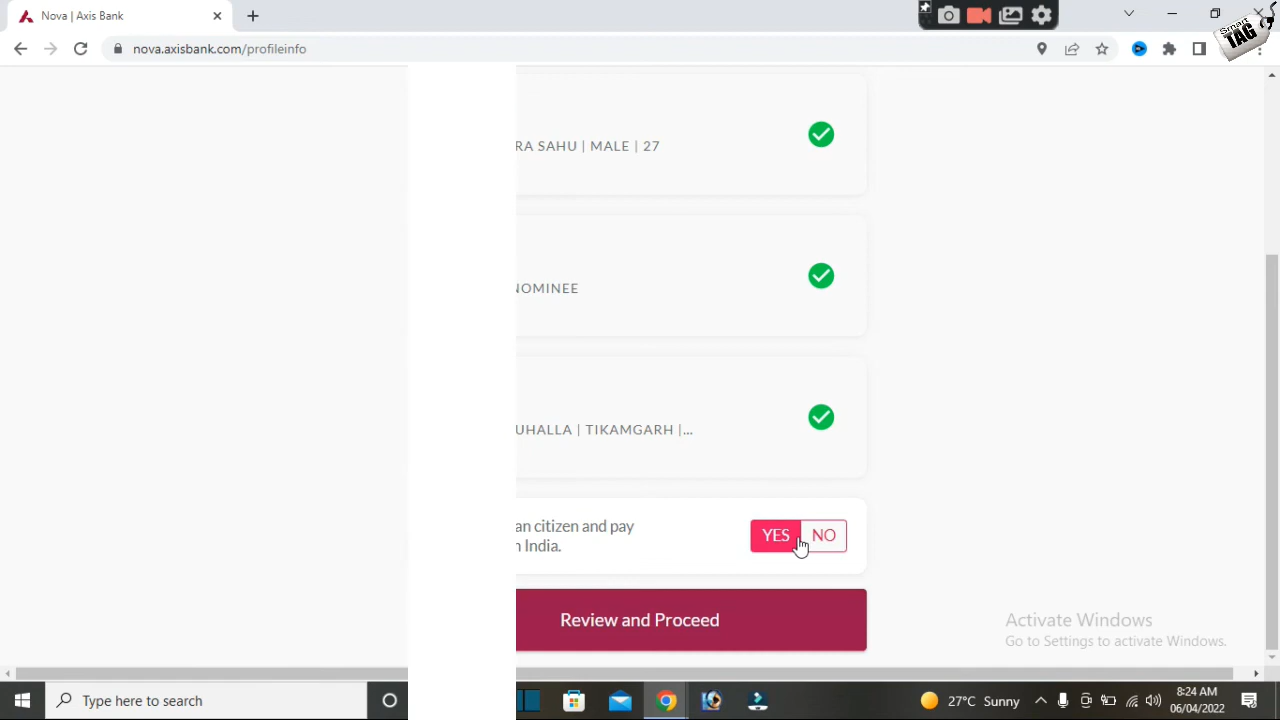 Nova | Axis Bank
Smart
TAG
nova.axisbank.com/profileinfo
RA SAHU | MALE | 27
NOMINEE
UHALLA | TIKAMGARH |...
an citizen and pay
YES
NO
n India.
Review and Proceed
Activate Windows
Go to Settings to activate Windows.
Type here to search
27°C Sunny
8:24 AM
06/04/2022